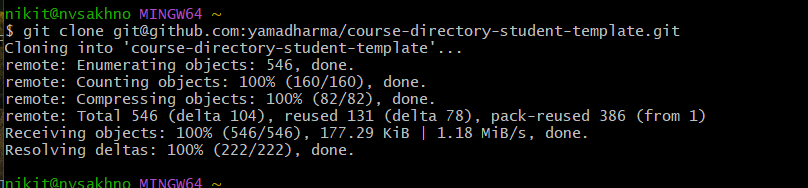 nikit@nvsakhno MINGW64 ~
$ git clone git@github.com:yamadharma/course-directory-student-template.git
Cloning into 'course-directory-student-template'...
remote: Enumerating objects: 546, done.
remote: Counting objects: 100% (160/160), done.
remote: Compressing objects: 100% (82/82), done.
remote: Total 546 (delta 104), reused 131 (delta 78), pack-reused 386 (from 1)
Receiving objects: 100% (546/546), 177.29 KiB | 1.18 MiB/s, done.
Resolving deltas: 100% (222/222), done.
nikit@nvsakhno MINGW64 ~